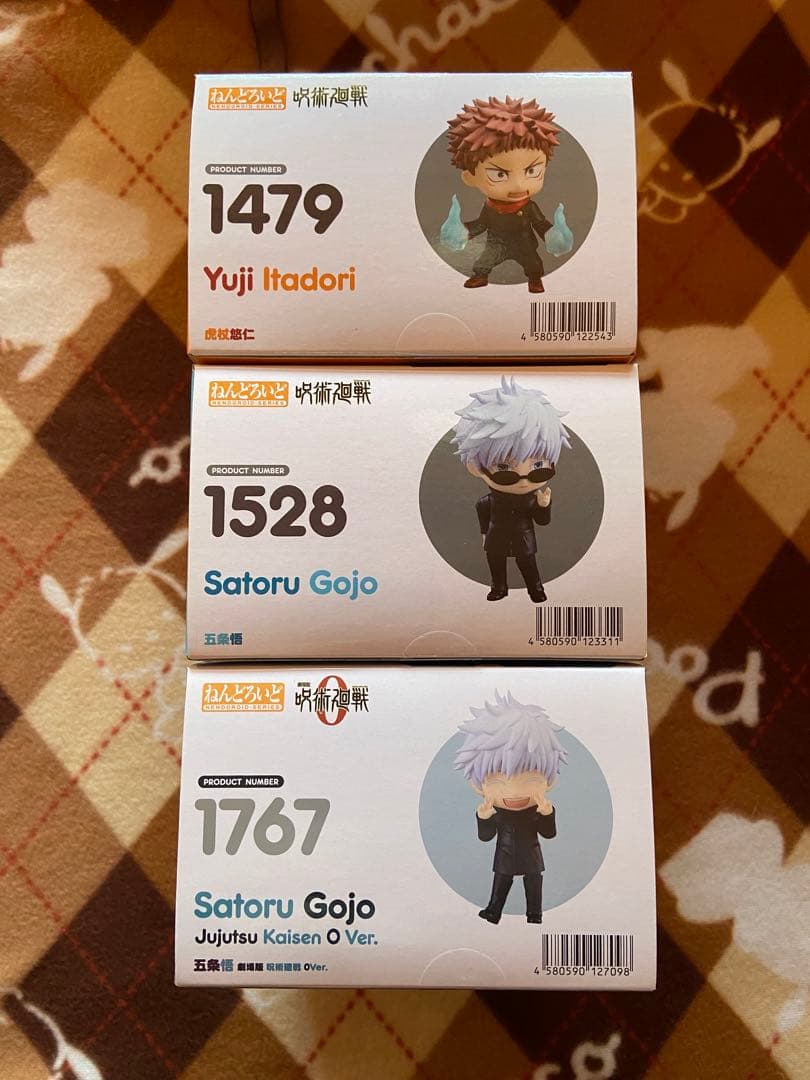 ねんどろいど
NENDOROID SERIES
呪術廻戦
PRODUCT NUMBER
1479
Yuji Itadori
虎杖悠仁
4 580590 122543
ねんどろいど
NENDOROID SERIES
呪術廻戦
PRODUCT NUMBER
1528
Satoru Gojo
五条悟
4 580590 123311
ねんどろいど
NENDOROID SERIES
劇場版
呪術廻戦 0
PRODUCT NUMBER
1767
Satoru Gojo
Jujutsu Kaisen 0 Ver.
五条悟 劇場版 呪術廻戦 0Ver.
4 580590 127098
Po